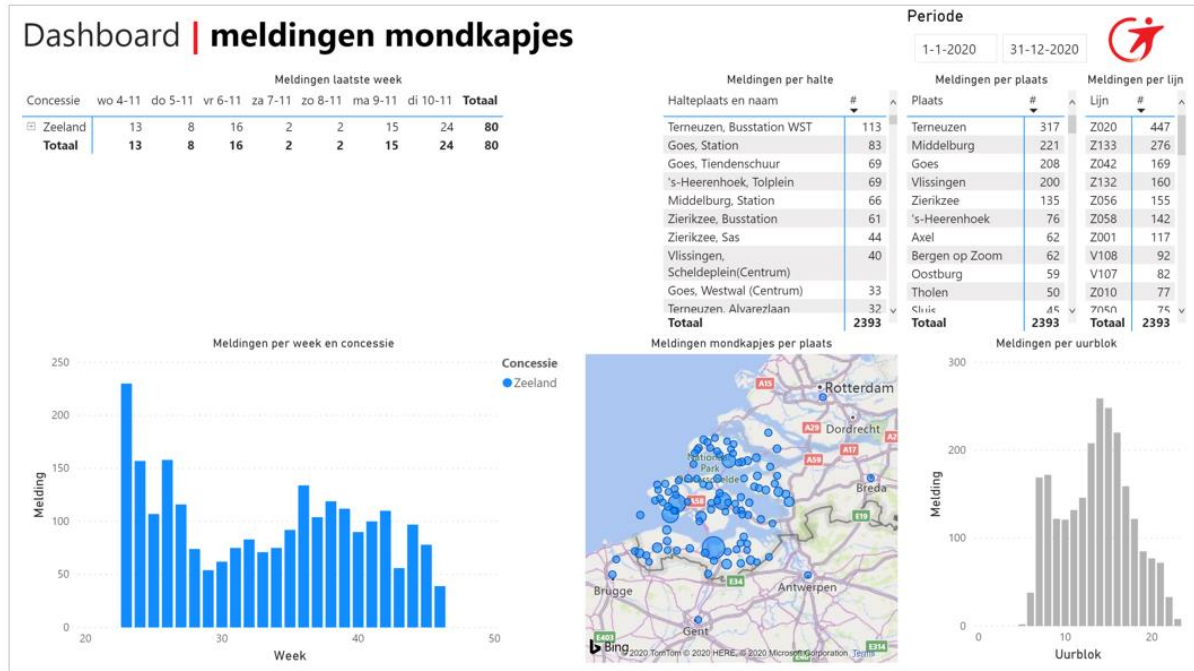 Dashboard | meldingen mondkapjes
Periode
1-1-2020 31-12-2020
Meldingen laatste week
Concessie wo 4-11 do 5-11 vr 6-11 za 7-11 zo 8-11 ma 9-11 di 10-11 Totaal
Zeeland 13 8 16 2 2 15 24 80
Totaal 13 8 16 2 2 15 24 80
Meldingen per halte
Halteplaats en naam #
Terneuzen, Busstation WST 113
Goes, Station 83
Goes, Tiendenschuur 69
's-Heerenhoek, Tolplein 69
Middelburg, Station 66
Zierikzee, Busstation 61
Zierikzee, Sas 44
Vlissingen, 40
Scheldeplein(Centrum)
Goes, Westwal (Centrum) 33
Terneuzen, Alvarezlaan 32
Totaal 2393
Meldingen per plaats
Plaats #
Terneuzen 317
Middelburg 221
Goes 208
Vlissingen 200
Zierikzee 135
's-Heerenhoek 76
Axel 62
Bergen op Zoom 62
Oostburg 59
Tholen 50
Sluis 45
Totaal 2393
Meldingen per lijn
Lijn #
Z020 447
Z133 276
Z042 169
Z132 160
Z056 155
Z058 142
Z001 117
V108 92
V107 82
Z010 77
Z050 75
Totaal 2393
Meldingen per week en concessie
Concessie
Zeeland
250
200
150
100
50
0
Melding
20 30 40 50
Week
Meldingen mondkapjes per plaats
A15
Rotterdam
A29
Dordrecht
A17
A59
Park
A58
Breda
E19
E34
Antwerpen
Brugge
Gent
E403
E314
Bing
© 2020 TomTom © 2020 HERE, © 2020 Microsoft Corporation Terms
Meldingen per uurblok
300
200
100
0
Melding
0 10 20
Uurblok